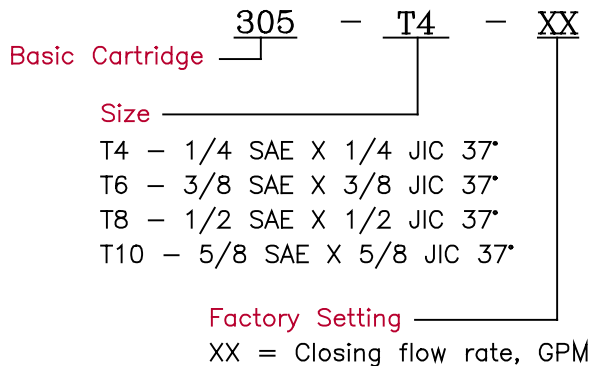 305 - T4 - XX
Basic Cartridge
Size
T4 - 1/4 SAE X 1/4 JIC 37°
T6 - 3/8 SAE X 3/8 JIC 37°
T8 - 1/2 SAE X 1/2 JIC 37°
T10 - 5/8 SAE X 5/8 JIC 37°
Factory Setting
XX = Closing flow rate, GPM